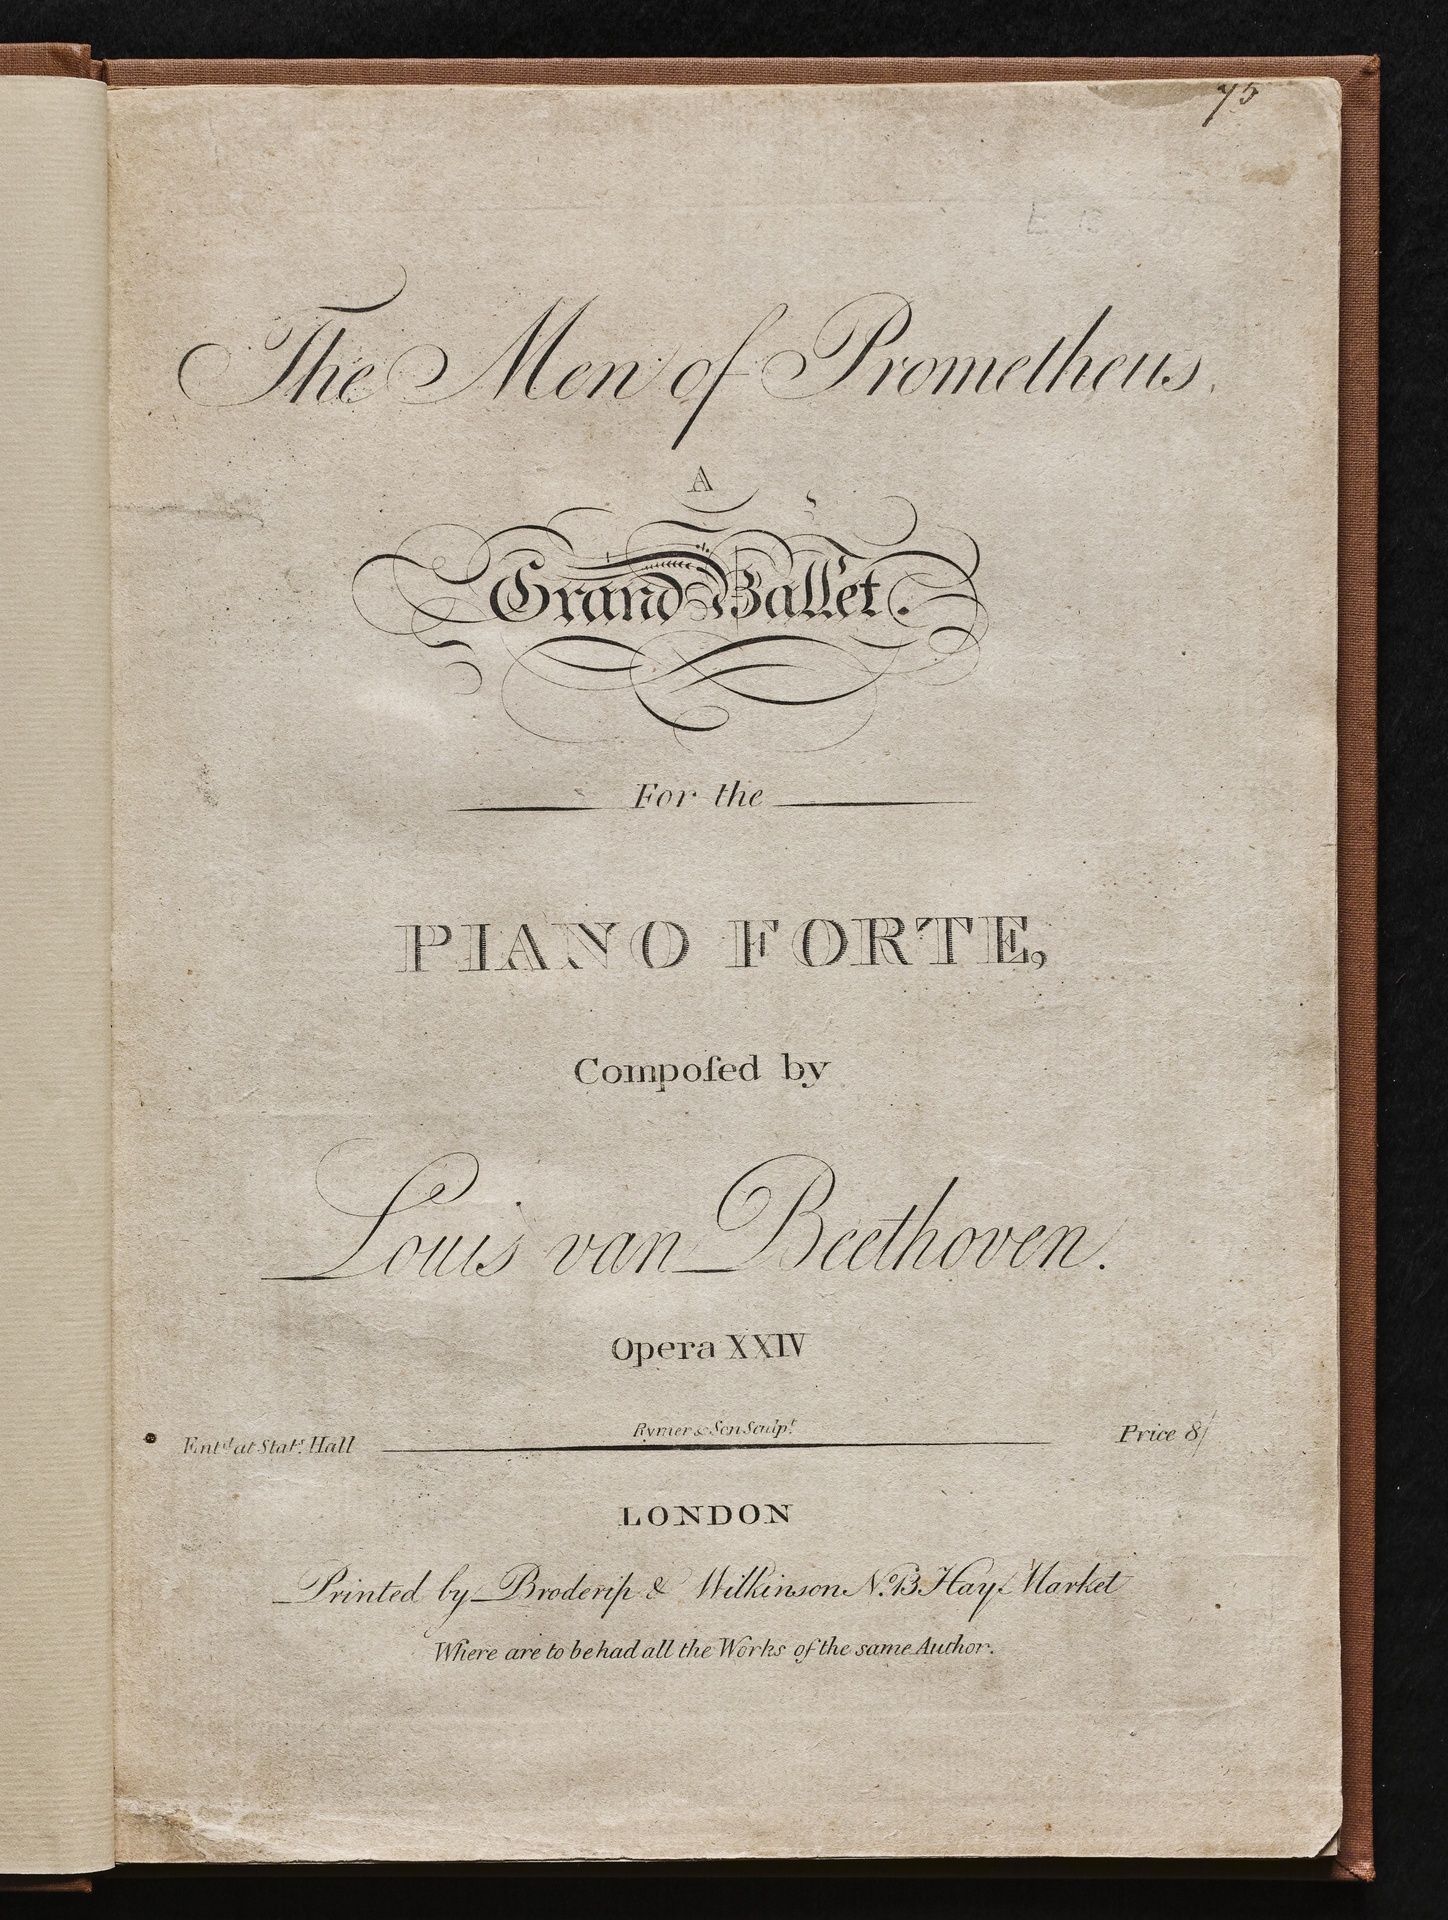 75
The Men of Prometheus,
A
Grand Ballet.
For the
PIANO FORTE,
Compoſed by
Louis van Beethoven.
Opera XXIV
Rymer & Son Sculpt.
Entd. at Stats. Hall
Price 8/
LONDON
Printed by Broderip & Wilkinson No. 13 Hay Market
Where are to be had all the Works of the same Author.